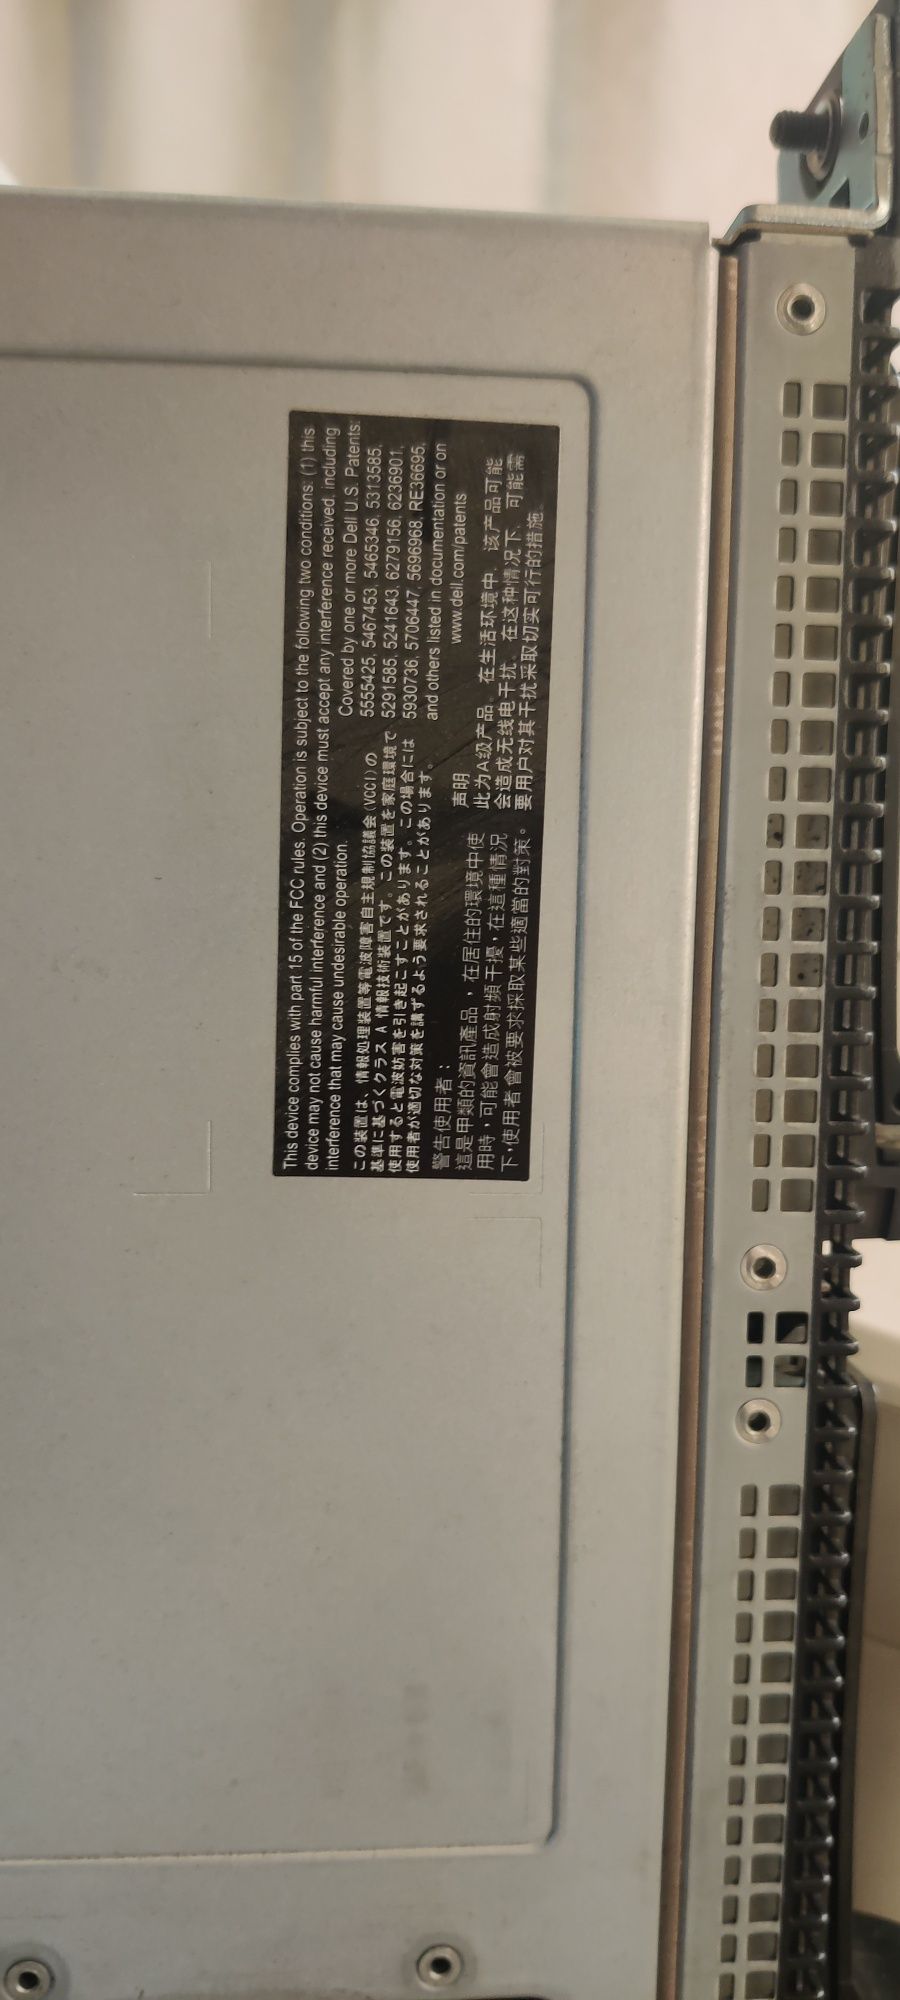 This device complies with part 15 of the FCC rules. Operation is subject to the following two conditions: (1) this
device may not cause harmful interference and (2) this device must accept any interference received, including
interference that may cause undesirable operation.
この装置は、情報処理装置等電波障害自主規制協議会(VCCI)の
基準に基づくクラス A 情報技術装置です。この装置を家庭環境で
使用すると電波妨害を引き起こすことがあります。この場合には
使用者が適切な対策を講ずるよう要求されることがあります。
Covered by one or more Dell U.S. Patents:
5555425, 5467453, 5465346, 5313585,
5291585, 5241643, 6279156, 6236901,
5930736, 5706447, 5696968, RE36695,
and others listed in documentation or on
www.dell.com/patents
警告使用者：
這是甲類的資訊產品，在居住的環境中使
用時，可能會造成射頻干擾，在這種情況
下，使用者會被要求採取某些適當的對策。
声明
此为A级产品。在生活环境中，该产品可能
会造成无线电干扰。在这种情况下，可能需
要用户对其干扰采取切实可行的措施。